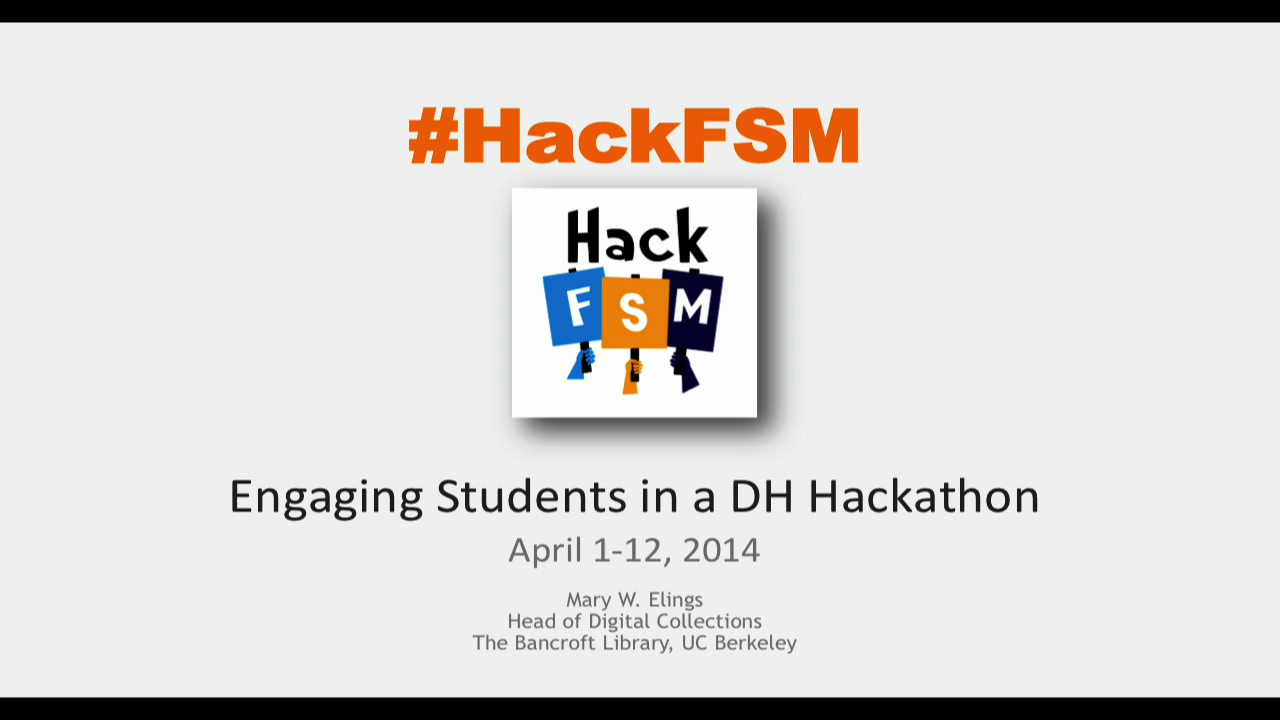 #HackFSM
Hack
F S M
Engaging Students in a DH Hackathon
April 1-12, 2014
Mary W. Elings
Head of Digital Collections
The Bancroft Library, UC Berkeley